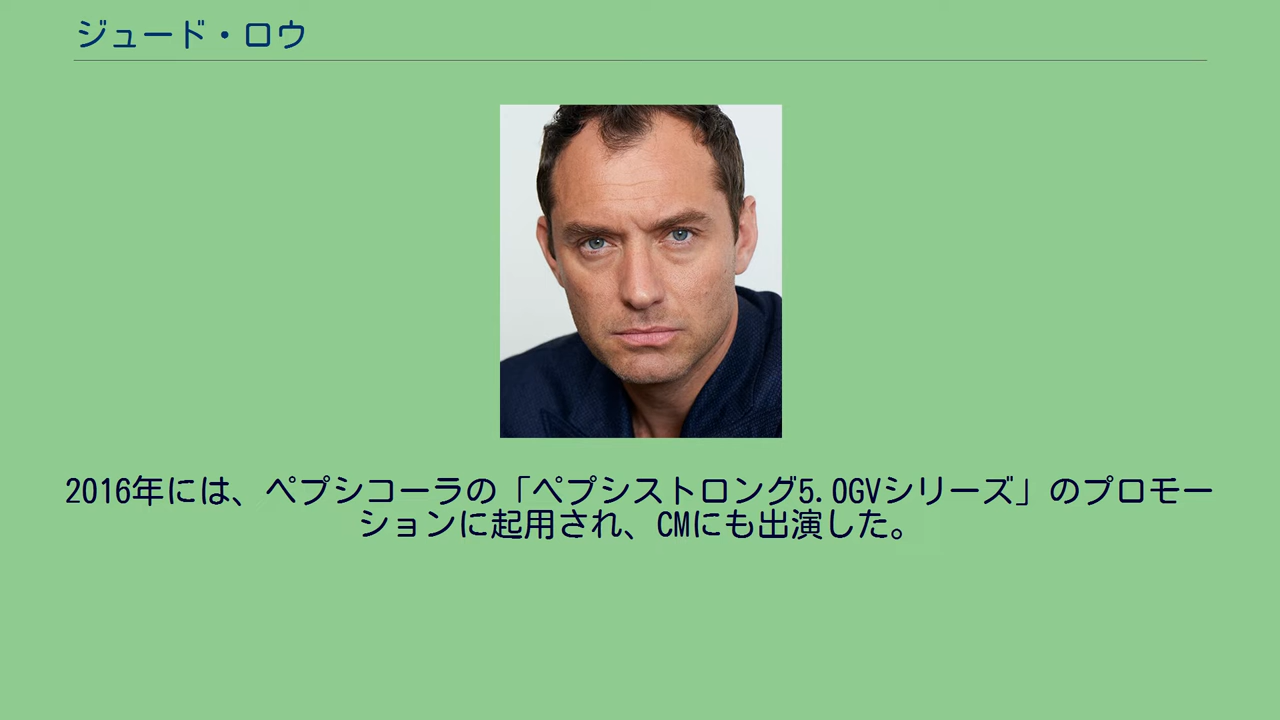 ジュード・ロウ
2016年には、ペプシコーラの「ペプシストロング5.0GVシリーズ」のプロモー
ションに起用され、CMにも出演した。